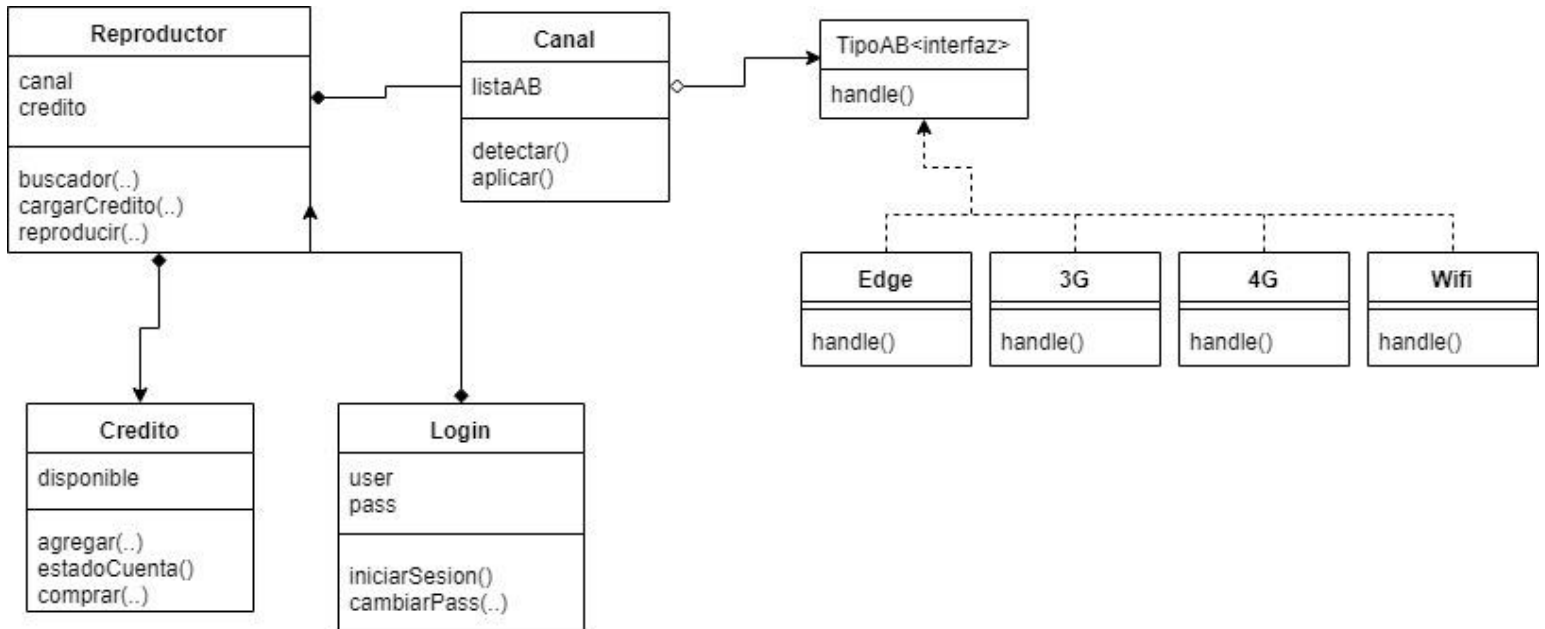 Reproductor
canal
credito
buscador(..)
cargarCredito(..)
reproducir(..)
Canal
listaAB
detectar()
aplicar()
TipoAB<interfaz>
handle()
Edge
handle()
3G
handle()
4G
handle()
Wifi
handle()
Credito
disponible
agregar(..)
estadoCuenta()
comprar(..)
Login
user
pass
iniciarSesion()
cambiarPass(..)